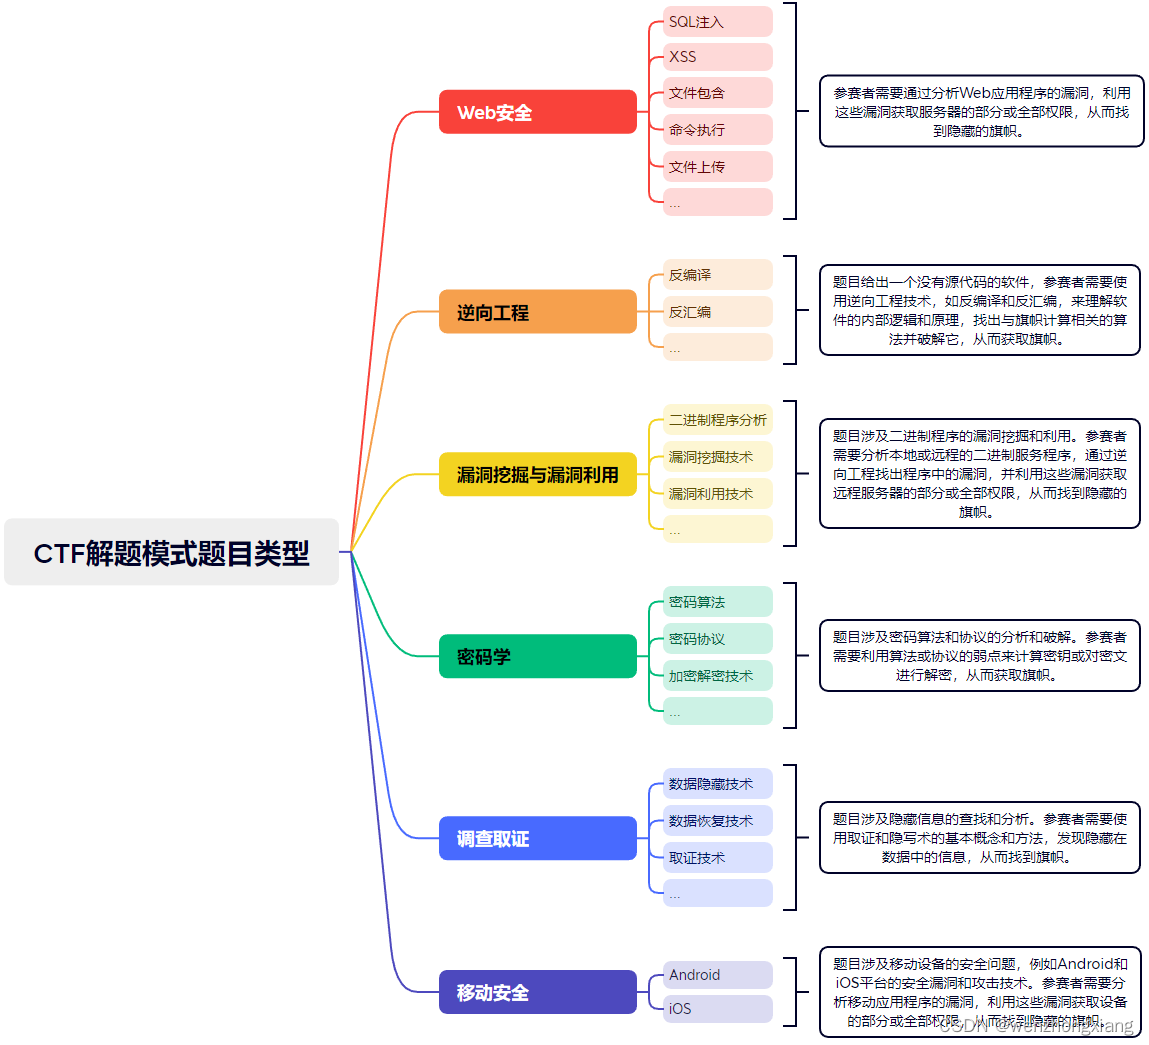 CTF解题模式题目类型
Web安全
SQL注入
XSS
文件包含
命令执行
文件上传
...
参赛者需要通过分析Web应用程序的漏洞，利用
这些漏洞获取服务器的部分或全部权限，从而找
到隐藏的旗帜。
逆向工程
反编译
反汇编
...
题目给出一个没有源代码的软件，参赛者需要使
用逆向工程技术，如反编译和反汇编，来理解软
件的内部逻辑和原理，找出与旗帜计算相关的算
法并破解它，从而获取旗帜。
漏洞挖掘与漏洞利用
二进制程序分析
漏洞挖掘技术
漏洞利用技术
...
题目涉及二进制程序的漏洞挖掘和利用。参赛者
需要分析本地或远程的二进制服务程序，通过逆
向工程找出程序中的漏洞，并利用这些漏洞获取
远程服务器的部分或全部权限，从而找到隐藏的
旗帜。
密码学
密码算法
密码协议
加密解密技术
...
题目涉及密码算法和协议的分析和破解。参赛者
需要利用算法或协议的弱点来计算密钥或对密文
进行解密，从而获取旗帜。
调查取证
数据隐藏技术
数据恢复技术
取证技术
...
题目涉及隐藏信息的查找和分析。参赛者需要使
用取证和隐写术的基本概念和方法，发现隐藏在
数据中的信息，从而找到旗帜。
移动安全
Android
iOS
题目涉及移动设备的安全问题，例如Android和
iOS平台的安全漏洞和攻击技术。参赛者需要分
析移动应用程序的漏洞，利用这些漏洞获取设备
的部分或全部权限，从而找到隐藏的旗帜。
CSDN @wenzhongxiang